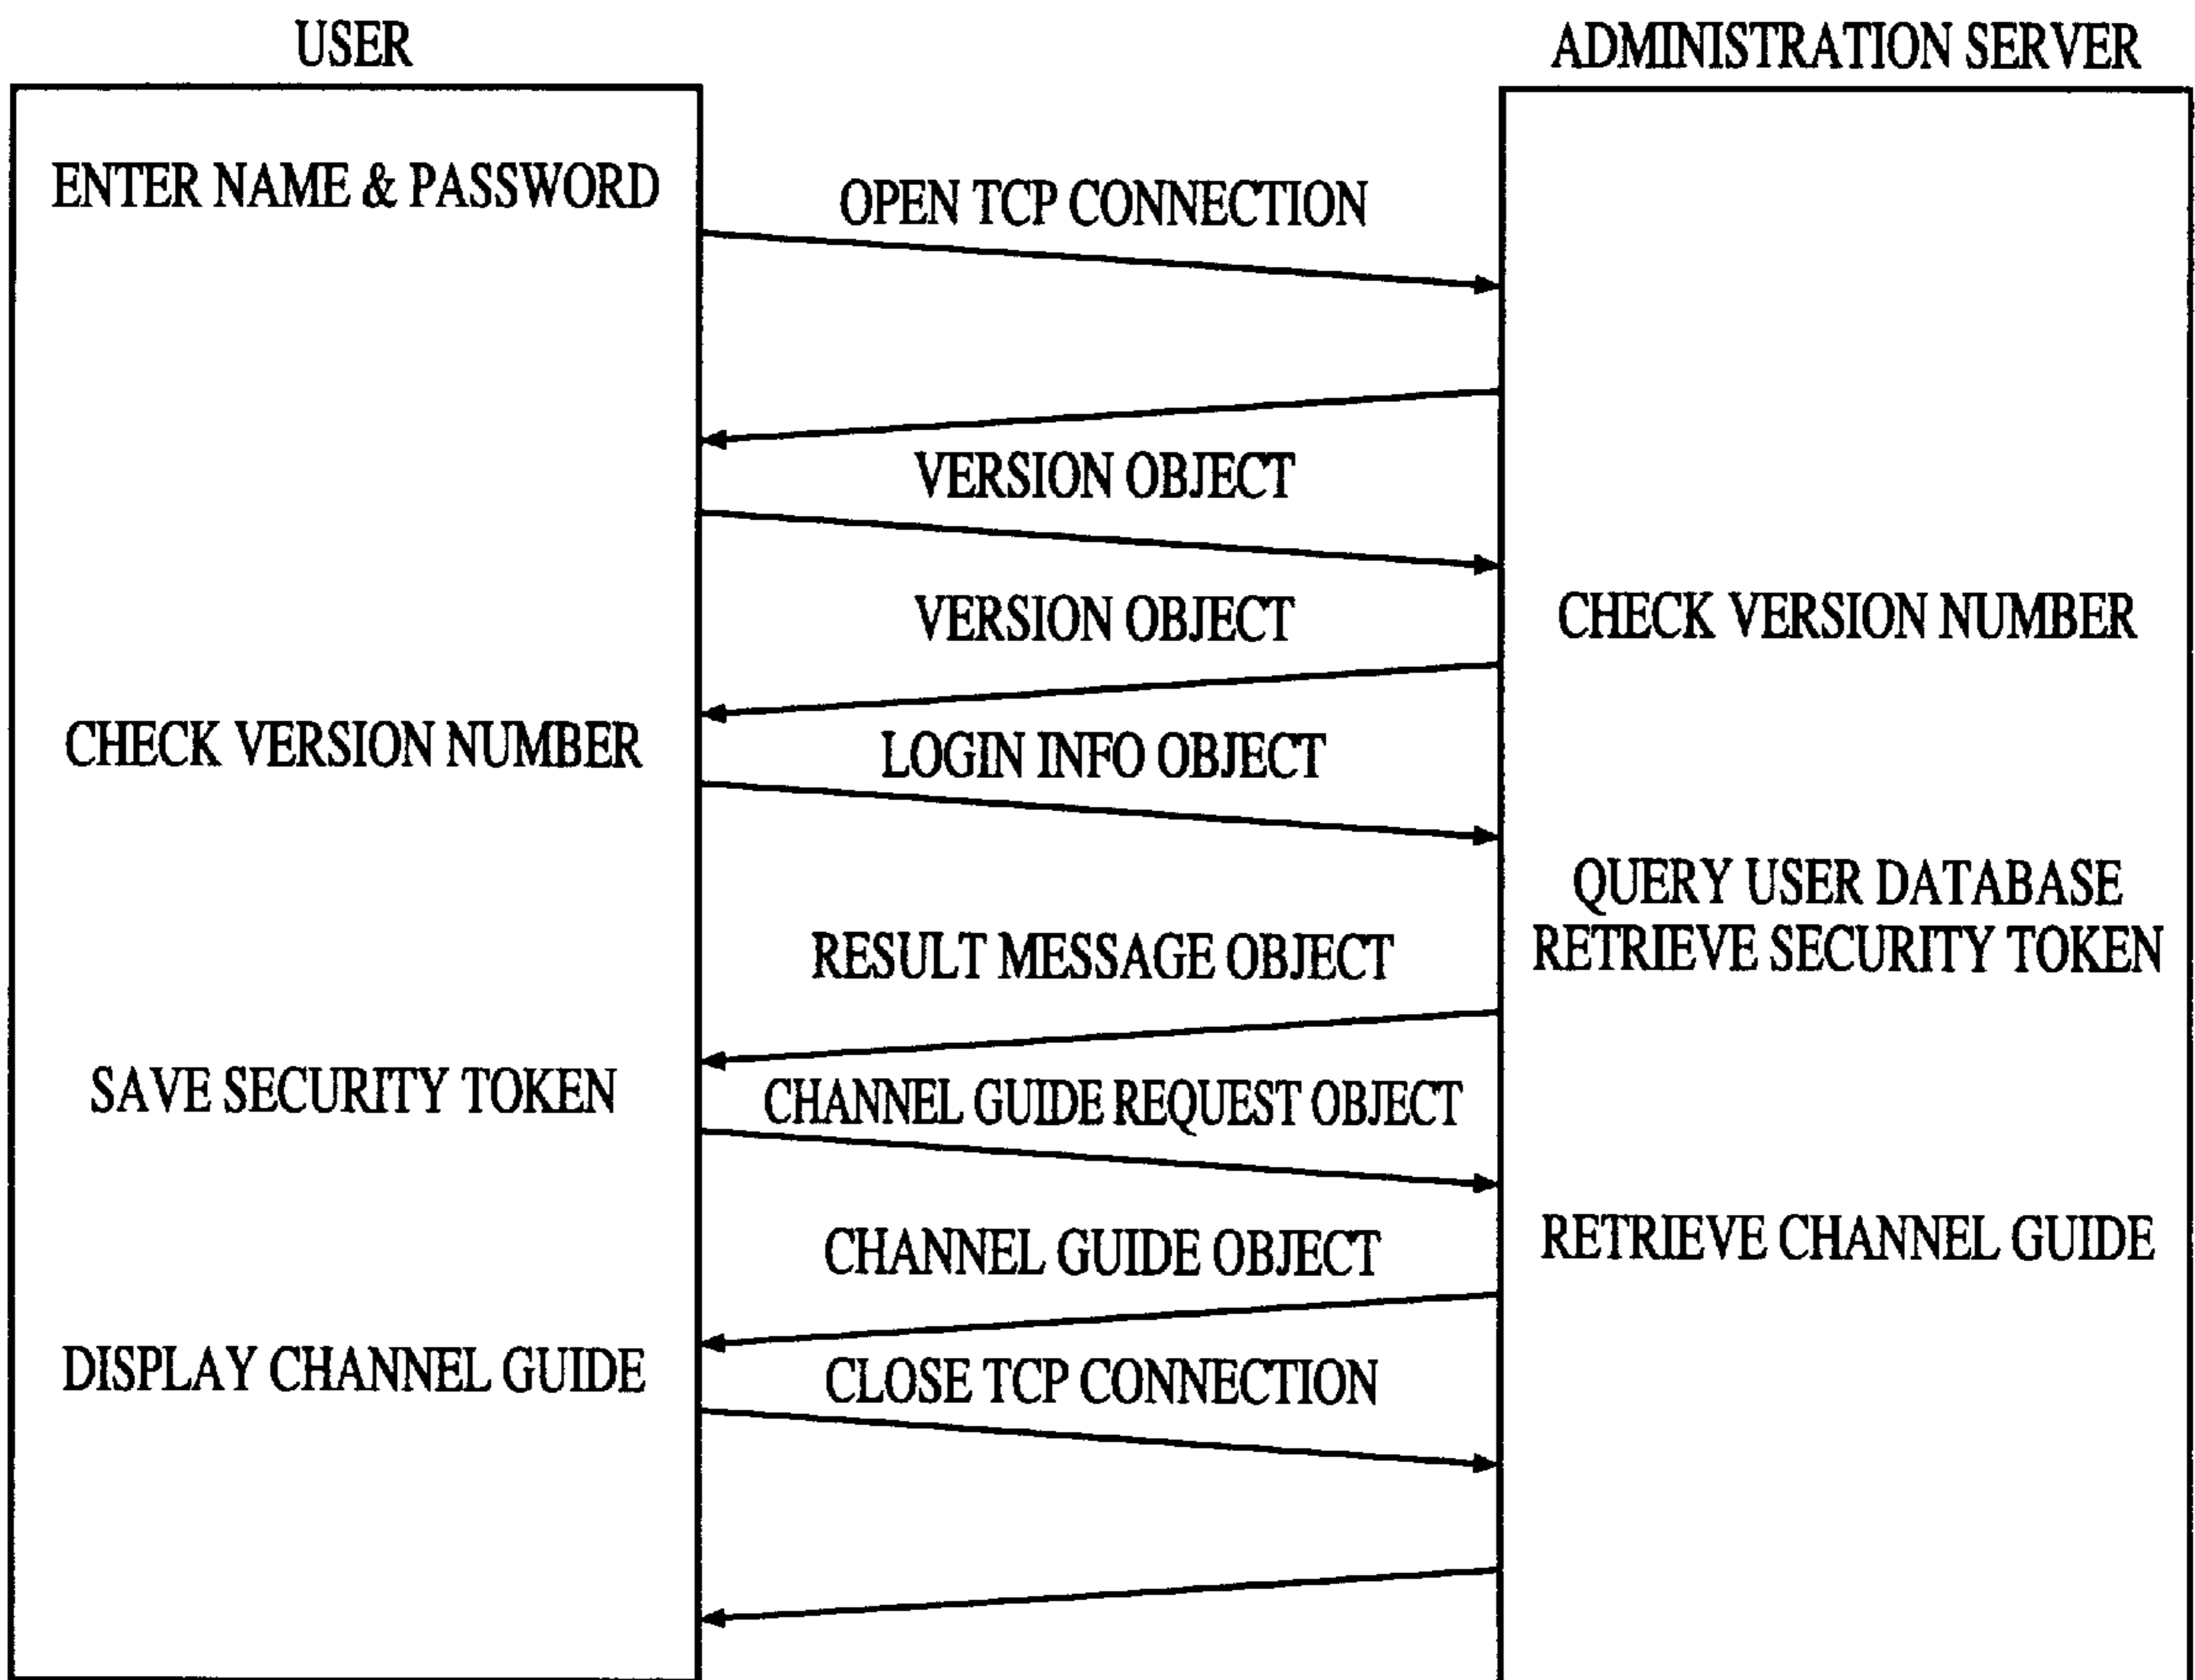 USER
ADMINISTRATION SERVER
ENTER NAME & PASSWORD
OPEN TCP CONNECTION
VERSION OBJECT
VERSION OBJECT
CHECK VERSION NUMBER
CHECK VERSION NUMBER
LOGIN INFO OBJECT
QUERY USER DATABASE
RETRIEVE SECURITY TOKEN
RESULT MESSAGE OBJECT
SAVE SECURITY TOKEN
CHANNEL GUIDE REQUEST OBJECT
RETRIEVE CHANNEL GUIDE
CHANNEL GUIDE OBJECT
DISPLAY CHANNEL GUIDE
CLOSE TCP CONNECTION